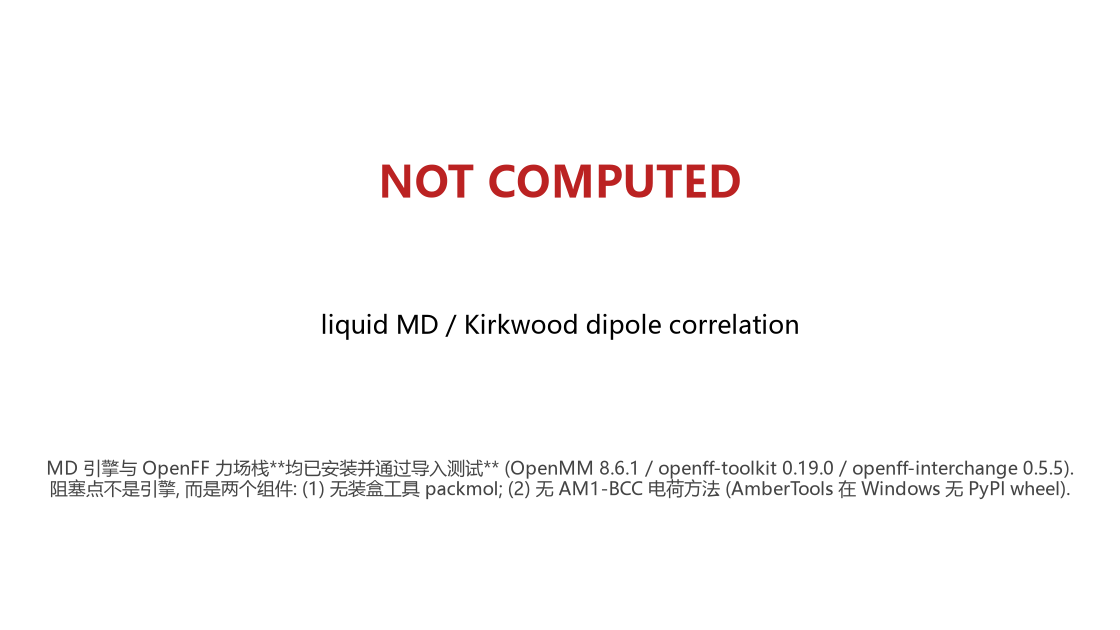 NOT COMPUTED
liquid MD / Kirkwood dipole correlation
MD 引擎与 OpenFF 力场栈**均已安装并通过导入测试** (OpenMM 8.6.1 / openff-toolkit 0.19.0 / openff-interchange 0.5.5).
阻塞点不是引擎, 而是两个组件: (1) 无装盒工具 packmol; (2) 无 AM1-BCC 电荷方法 (AmberTools 在 Windows 无 PyPI wheel).